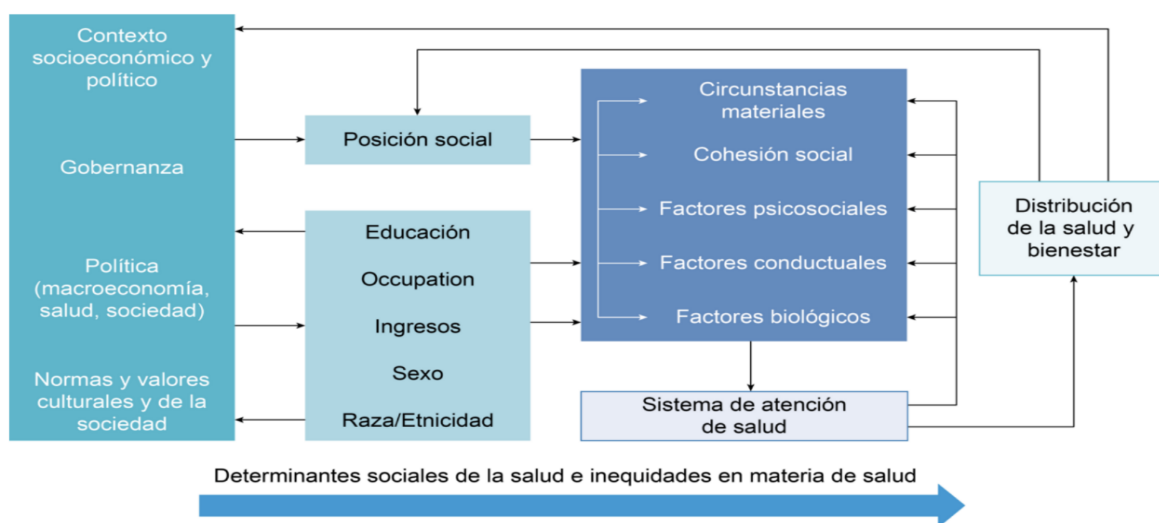 Contexto
socioeconómico y
político
Gobernanza
Política
(macroeconomía,
salud, sociedad)
Normas y valores
culturales y de la
sociedad
Posición social
Educación
Occupation
Ingresos
Sexo
Raza/Etnicidad
Circunstancias
materiales
Cohesión social
Factores psicosociales
Factores conductuales
Factores biológicos
Sistema de atención
de salud
Distribución
de la salud y
bienestar
Determinantes sociales de la salud e inequidades en materia de salud